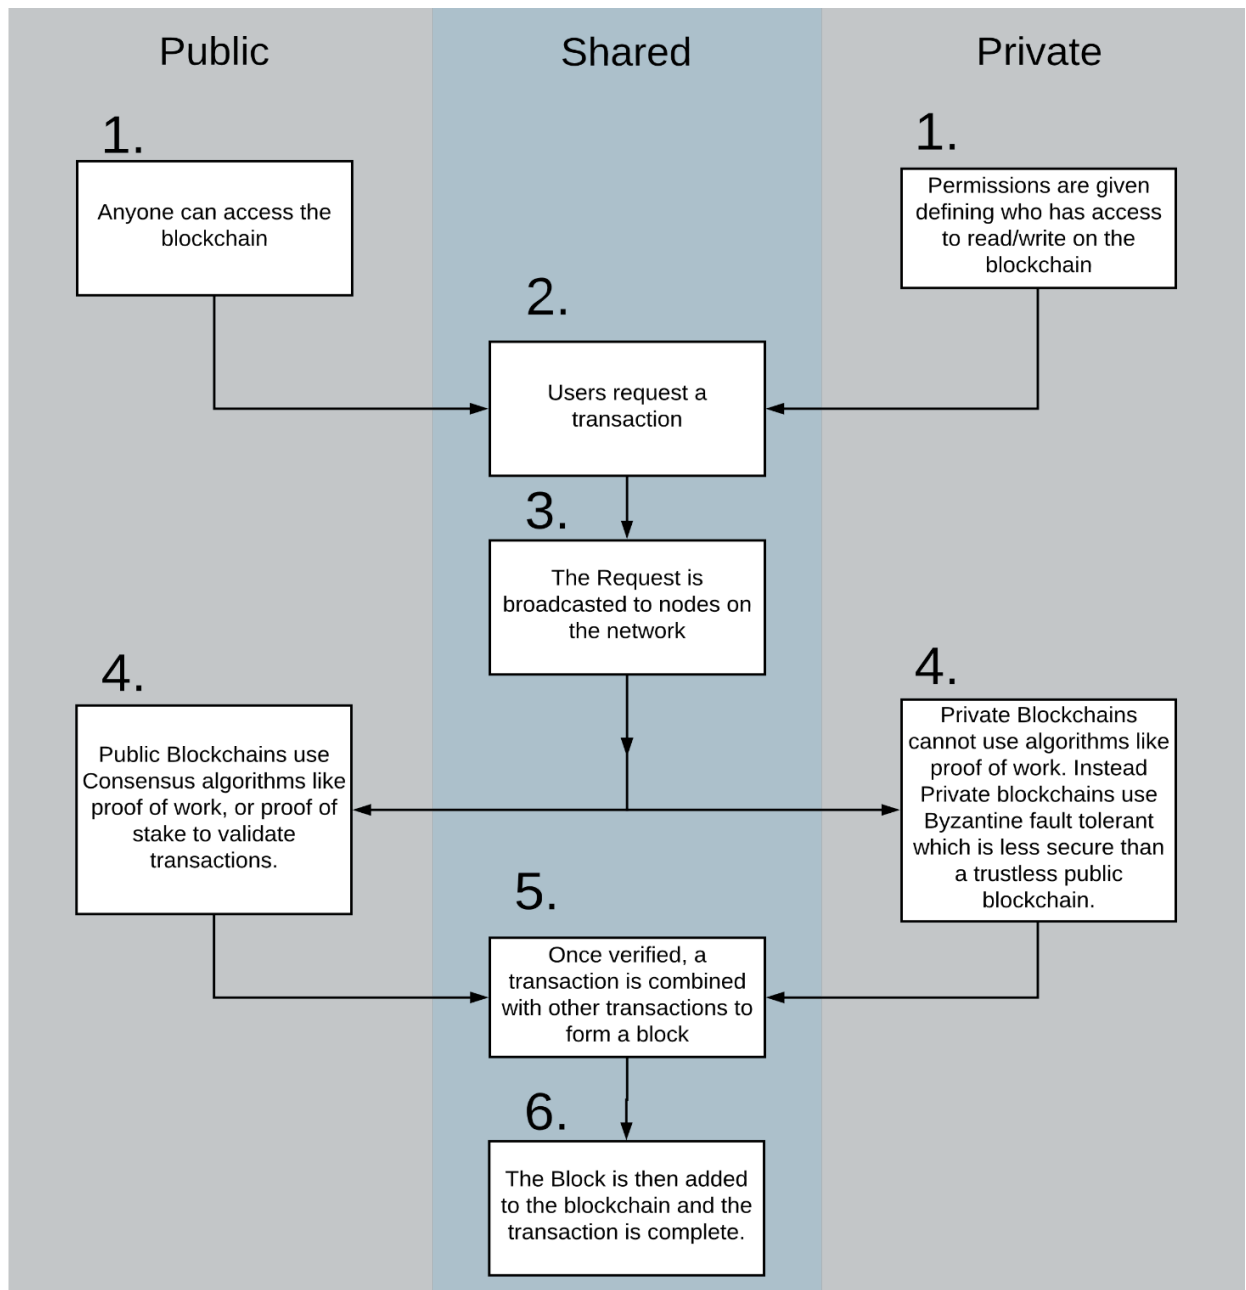 Public
Shared
Private
1.
Anyone can access the
blockchain
1.
Permissions are given
defining who has access
to read/write on the
blockchain
2.
Users request a
transaction
3.
The Request is
broadcasted to nodes on
the network
4.
Public Blockchains use
Consensus algorithms like
proof of work, or proof of
stake to validate
transactions.
4.
Private Blockchains
cannot use algorithms like
proof of work. Instead
Private blockchains use
Byzantine fault tolerant
which is less secure than
a trustless public
blockchain.
5.
Once verified, a
transaction is combined
with other transactions to
form a block
6.
The Block is then added
to the blockchain and the
transaction is complete.